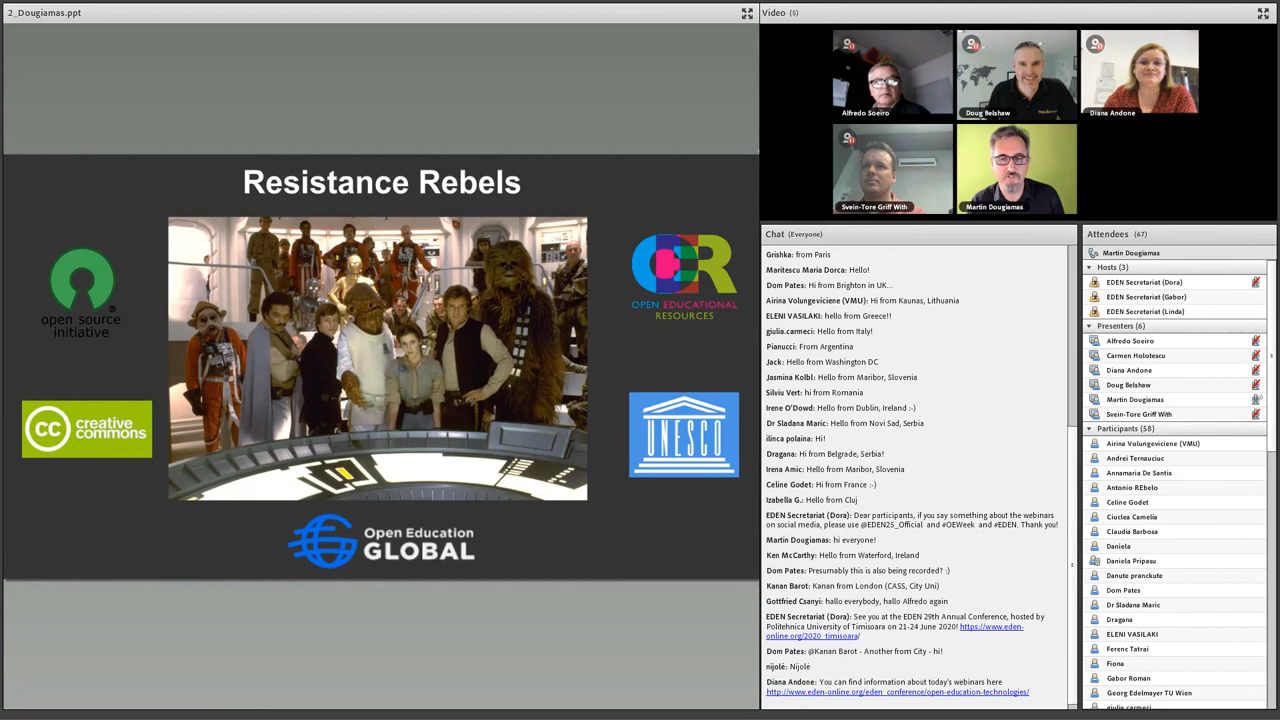 2_Dougiamas.ppt
Resistance Rebels
open source
initiative
OER
OPEN EDUCATIONAL
RESOURCES
cc creative
commons
UNESCO
Open Education
GLOBAL
Video (5)
Alfredo Soeiro
Doug Belshaw
Diana Andone
Svein-Tore Griff With
Martin Dougiamas
Chat (Everyone)
Grishka: from Paris
Maritescu Maria Dorca: Hello!
Dom Pates: Hi from Brighton in UK...
Airina Volungeviciene (VMU): Hi from Kaunas, Lithuania
ELENI VASILAKI: hello from Greece!!
giulia.carmeci: Hello from Italy!
Pianucci: From Argentina
Jack: Hello from Washington DC
Jasmina Kolbl: Hello from Maribor, Slovenia
Silviu Vert: hi from Romania
Irene O'Dowd: Hello from Dublin, Ireland :-)
Dr Sladana Maric: Hello from Novi Sad, Serbia
ilinca polaina: Hi!
Dragana: Hi from Belgrade, Serbia!
Irena Amic: Hello from Maribor, Slovenia
Celine Godet: Hi from France :-)
Izabella G.: Hello from Cluj
EDEN Secretariat (Dora): Dear participants, if you say something about the webinars
on social media, please use @EDEN25_Official and #OEWeek and #EDEN. Thank you!
Martin Dougiamas: hi everyone!
Ken McCarthy: Hello from Waterford, Ireland
Dom Pates: Presumably this is also being recorded? :)
Kanan Barot: Kanan from London (CASS, City Uni)
Gottfried Csanyi: hallo everybody, hallo Alfredo again
EDEN Secretariat (Dora): See you at the EDEN 29th Annual Conference, hosted by
Politehnica University of Timisoara on 21-24 June 2020! https://www.eden-
online.org/2020_timisoara/
Dom Pates: @Kanan Barot - Another from City - hi!
nijolė: Nijolė
Diana Andone: You can find information about today's webinars here
http://www.eden-online.org/eden_conference/open-education-technologies/
Attendees (67)
Martin Dougiamas
Hosts (3)
EDEN Secretariat (Dora)
EDEN Secretariat (Gabor)
EDEN Secretariat (Linda)
Presenters (6)
Alfredo Soeiro
Carmen Holotescu
Diana Andone
Doug Belshaw
Martin Dougiamas
Svein-Tore Griff With
Participants (58)
Airina Volungeviciene (VMU)
Andrei Ternauciuc
Annamaria De Santis
Antonio REbelo
Celine Godet
Ciuclea Camelia
Claudia Barbosa
Daniela
Daniela Pripasu
Danute pranckute
Dom Pates
Dr Sladana Maric
Dragana
ELENI VASILAKI
Ferenc Tatrai
Fiona
Gabor Roman
Georg Edelmayer TU Wien
giulia.carmeci